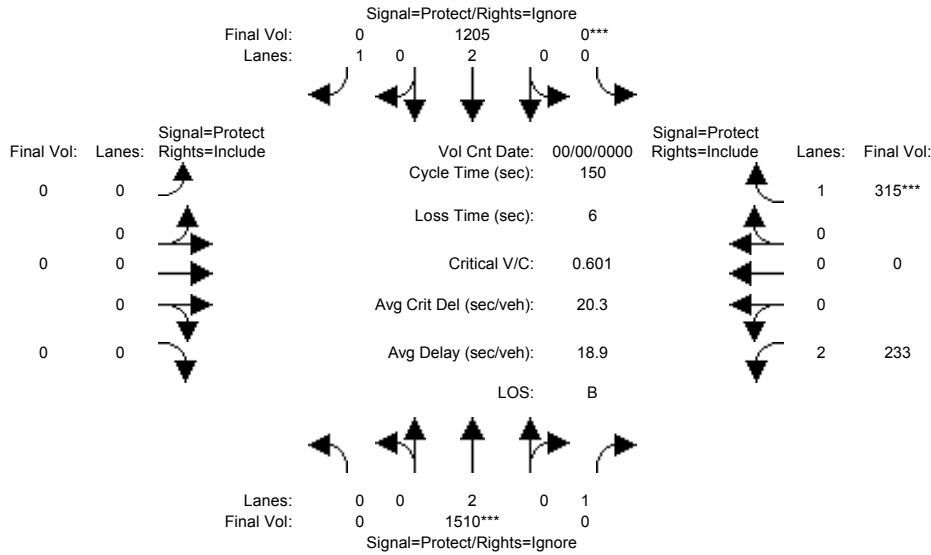 Signal=Protect/Rights=Ignore
Final Vol: 0 1205 0***
Lanes: 1 0 2 0 0
Signal=Protect Signal=Protect
Final Vol: Lanes: Rights=Include Vol Cnt Date: 00/00/0000 Rights=Include Lanes: Final Vol:
Cycle Time (sec): 150
0 0 1 315***
Loss Time (sec): 6
0 0
0 0 Critical V/C: 0.601 0 0
0 Avg Crit Del (sec/veh): 20.3 0
0 0 Avg Delay (sec/veh): 18.9 2 233
LOS: B
Lanes: 0 0 2 0 1
Final Vol: 0 1510*** 0
Signal=Protect/Rights=Ignore